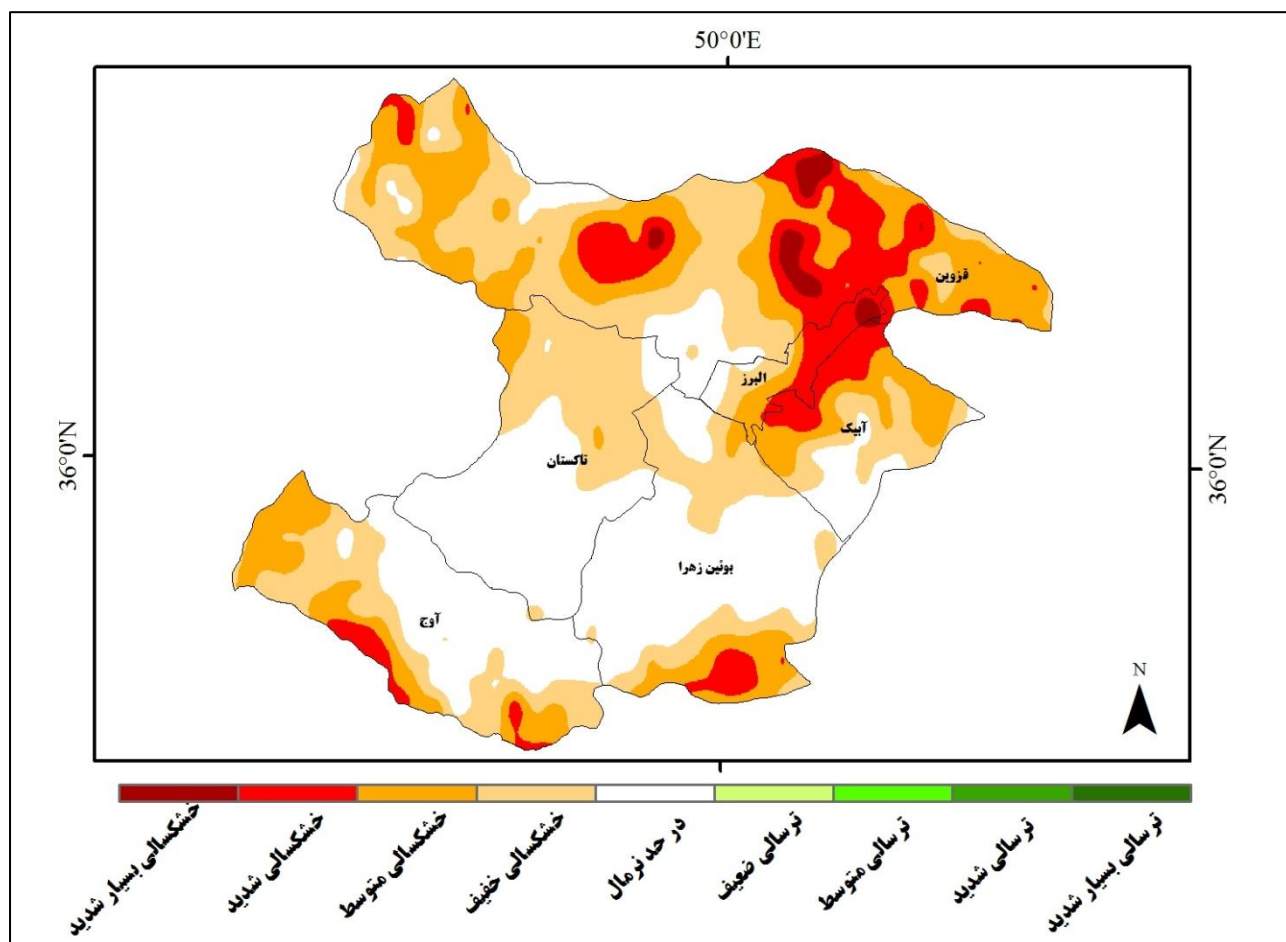 50°0'E
قزوین
البرز
آبیک
تاکستان
36°0'N
36°0'N
بوئین زهرا
آوج
N
خشکسالی بسیار شدید
خشکسالی شدید
خشکسالی متوسط
خشکسالی خفیف
در حد نرمال
ترسالی ضعیف
ترسالی متوسط
ترسالی شدید
ترسالی بسیار شدید